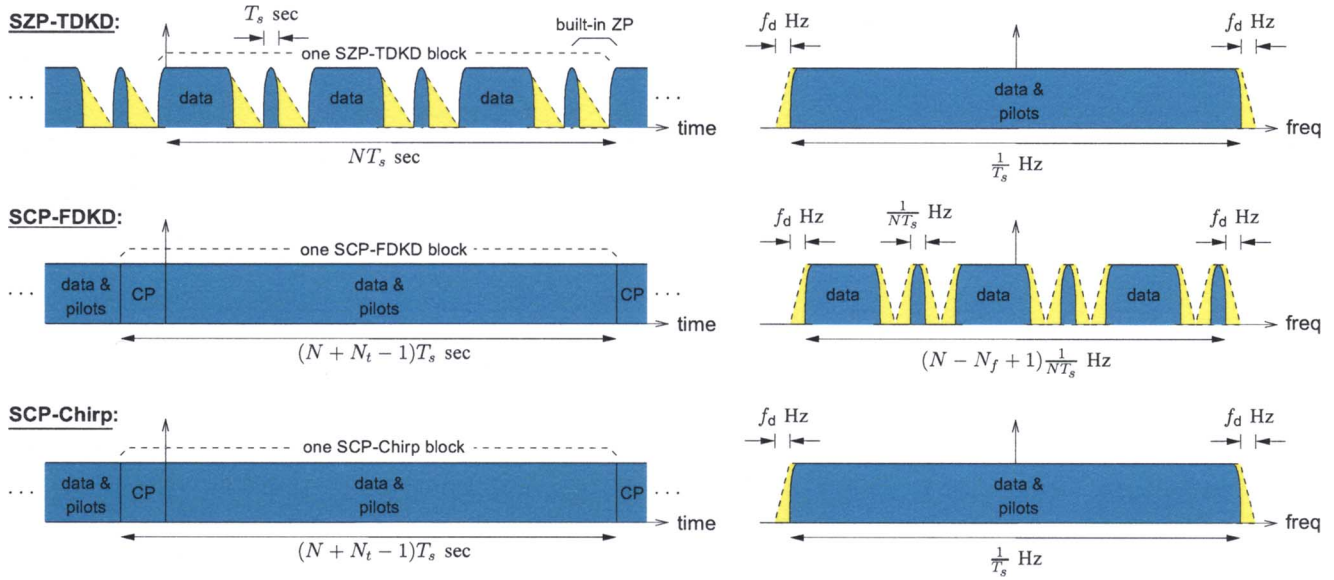 SZP-TDKD:
T_s sec
built-in ZP
one SZP-TDKD block
data data data
· · · · · ·
time
NT_s sec
f_d Hz f_d Hz
data &
pilots
freq
1/T_s Hz
SCP-FDKD:
one SCP-FDKD block
data &
pilots
CP
data &
pilots
CP
· · · · · ·
time
(N + N_t − 1)T_s sec
f_d Hz 1/NT_s Hz f_d Hz
data data data
freq
(N − N_f + 1) 1/NT_s Hz
SCP-Chirp:
one SCP-Chirp block
data &
pilots
CP
data &
pilots
CP
· · · · · ·
time
(N + N_t − 1)T_s sec
f_d Hz f_d Hz
data &
pilots
freq
1/T_s Hz